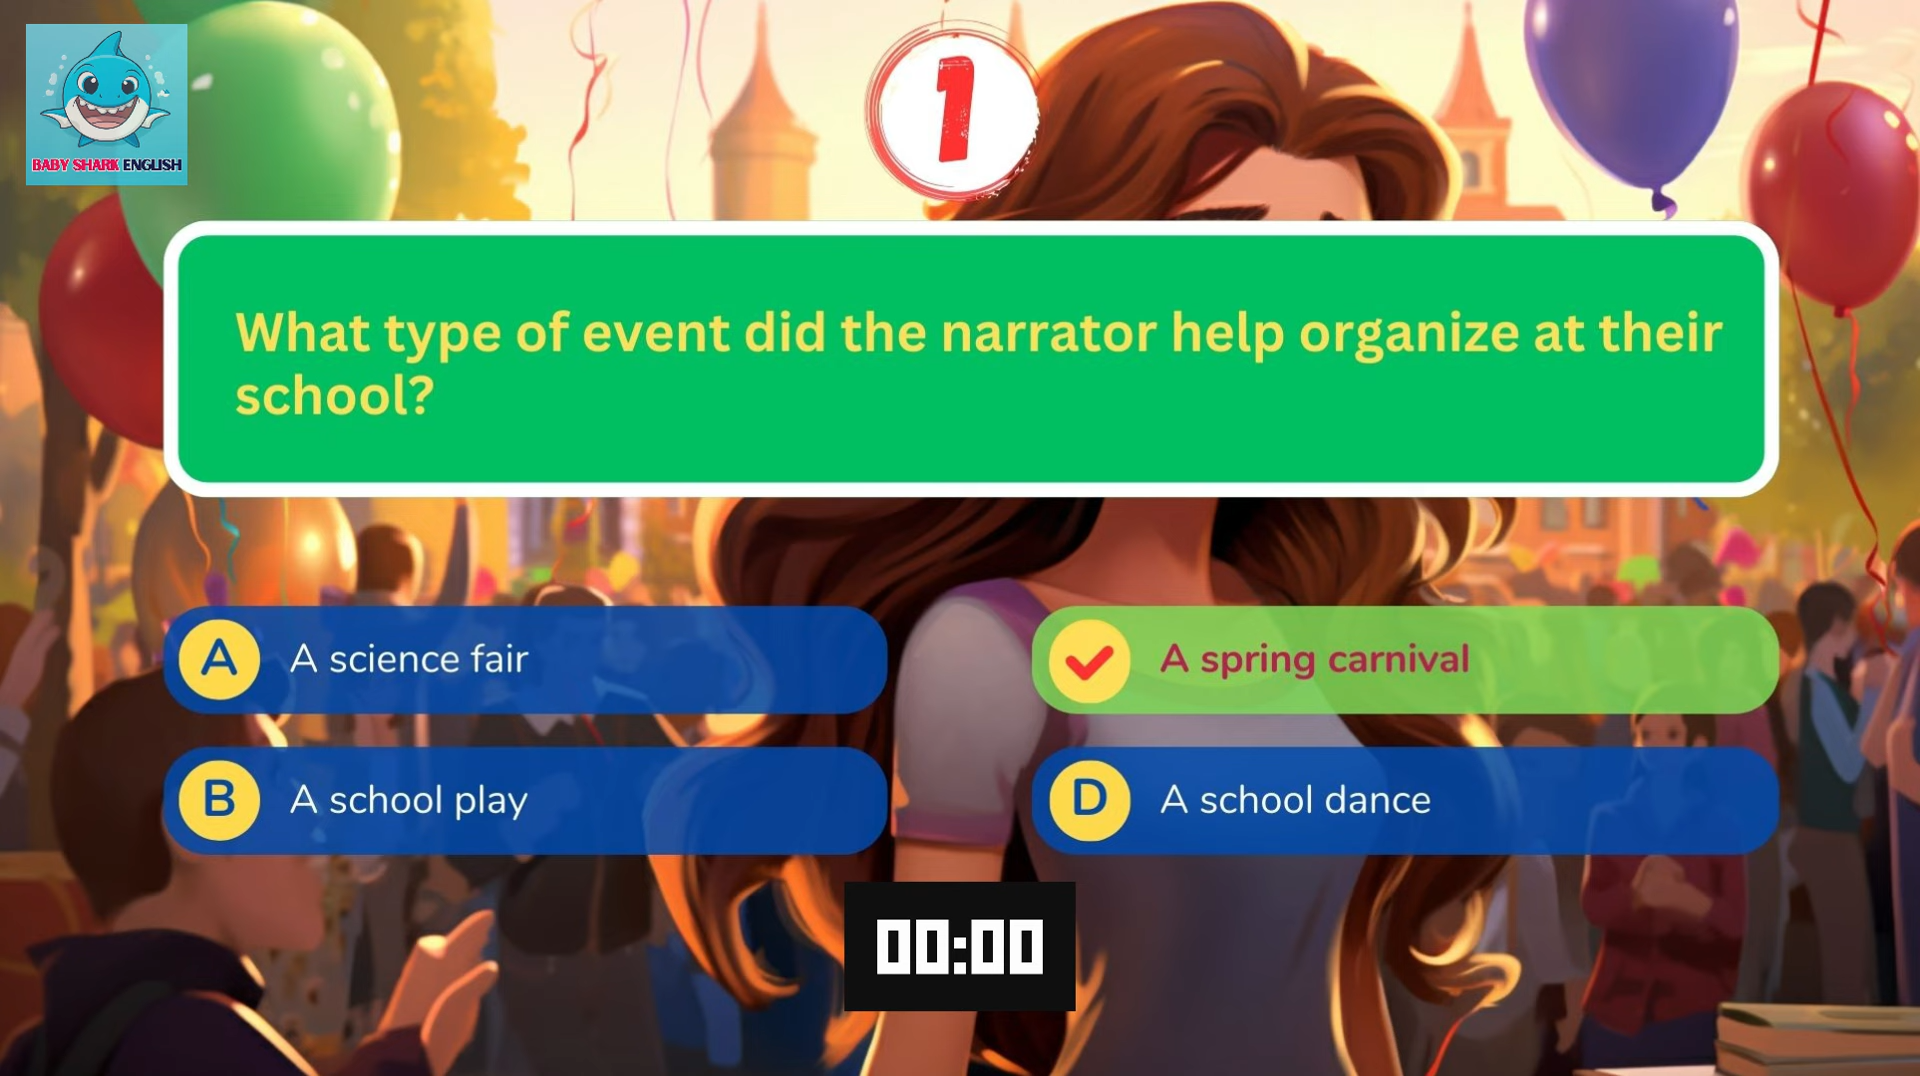 BABY SHARK ENGLISH
1
What type of event did the narrator help organize at their
school?
A A science fair
A spring carnival
B A school play
D A school dance
00:00